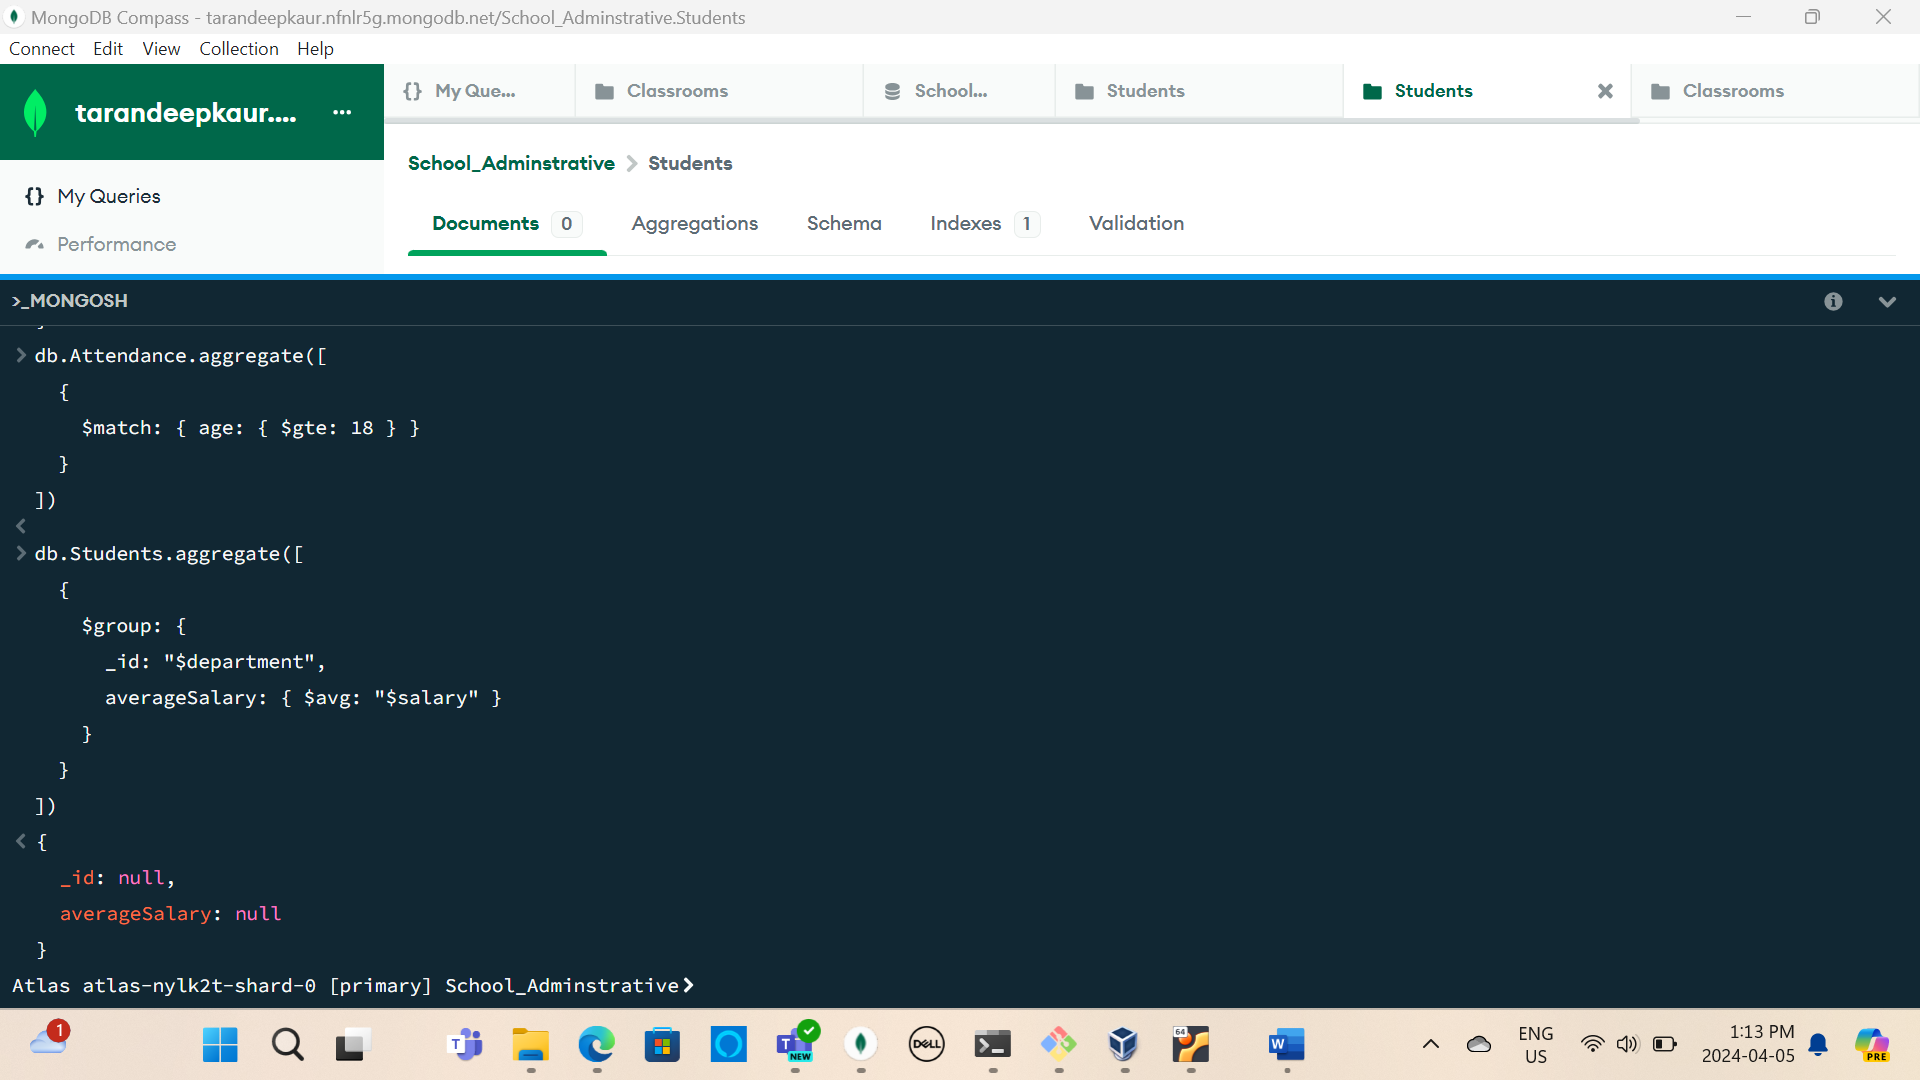 MongoDB Compass - tarandeepkaur.nfnlr5g.mongodb.net/School_Adminstrative.Students
Connect Edit View Collection Help
tarandeepkaur.... ...
{} My Que... Classrooms School... Students Students Classrooms
School_Adminstrative > Students
{} My Queries
Performance
Documents 0 Aggregations Schema Indexes 1 Validation
>_MONGOSH
> db.Attendance.aggregate([
{
$match: { age: { $gte: 18 } }
}
])
<
> db.Students.aggregate([
{
$group: {
_id: "$department",
averageSalary: { $avg: "$salary" }
}
}
])
< {
_id: null,
averageSalary: null
}
Atlas atlas-nylk2t-shard-0 [primary] School_Adminstrative>
1
T
T NEW
DELL
64
W
ENG
US
1:13 PM
2024-04-05
PRE